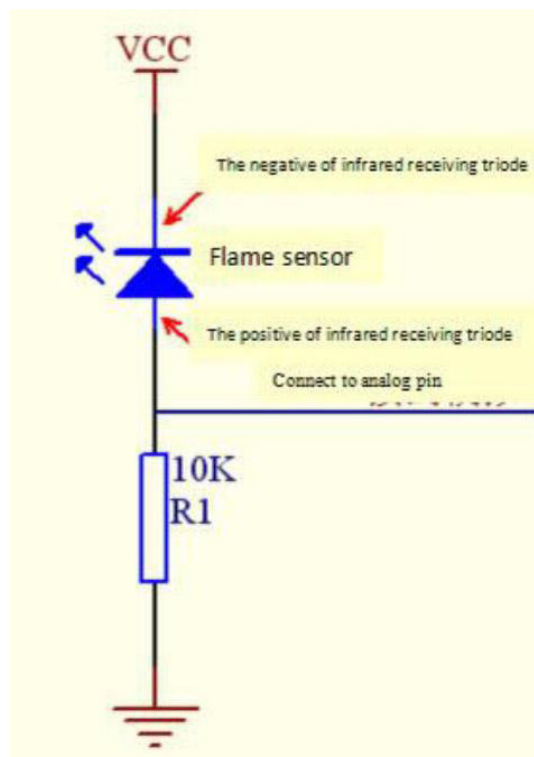 VCC
The negative of infrared receiving triode
Flame sensor
The positive of infrared receiving triode
Connect to analog pin
10K
R1